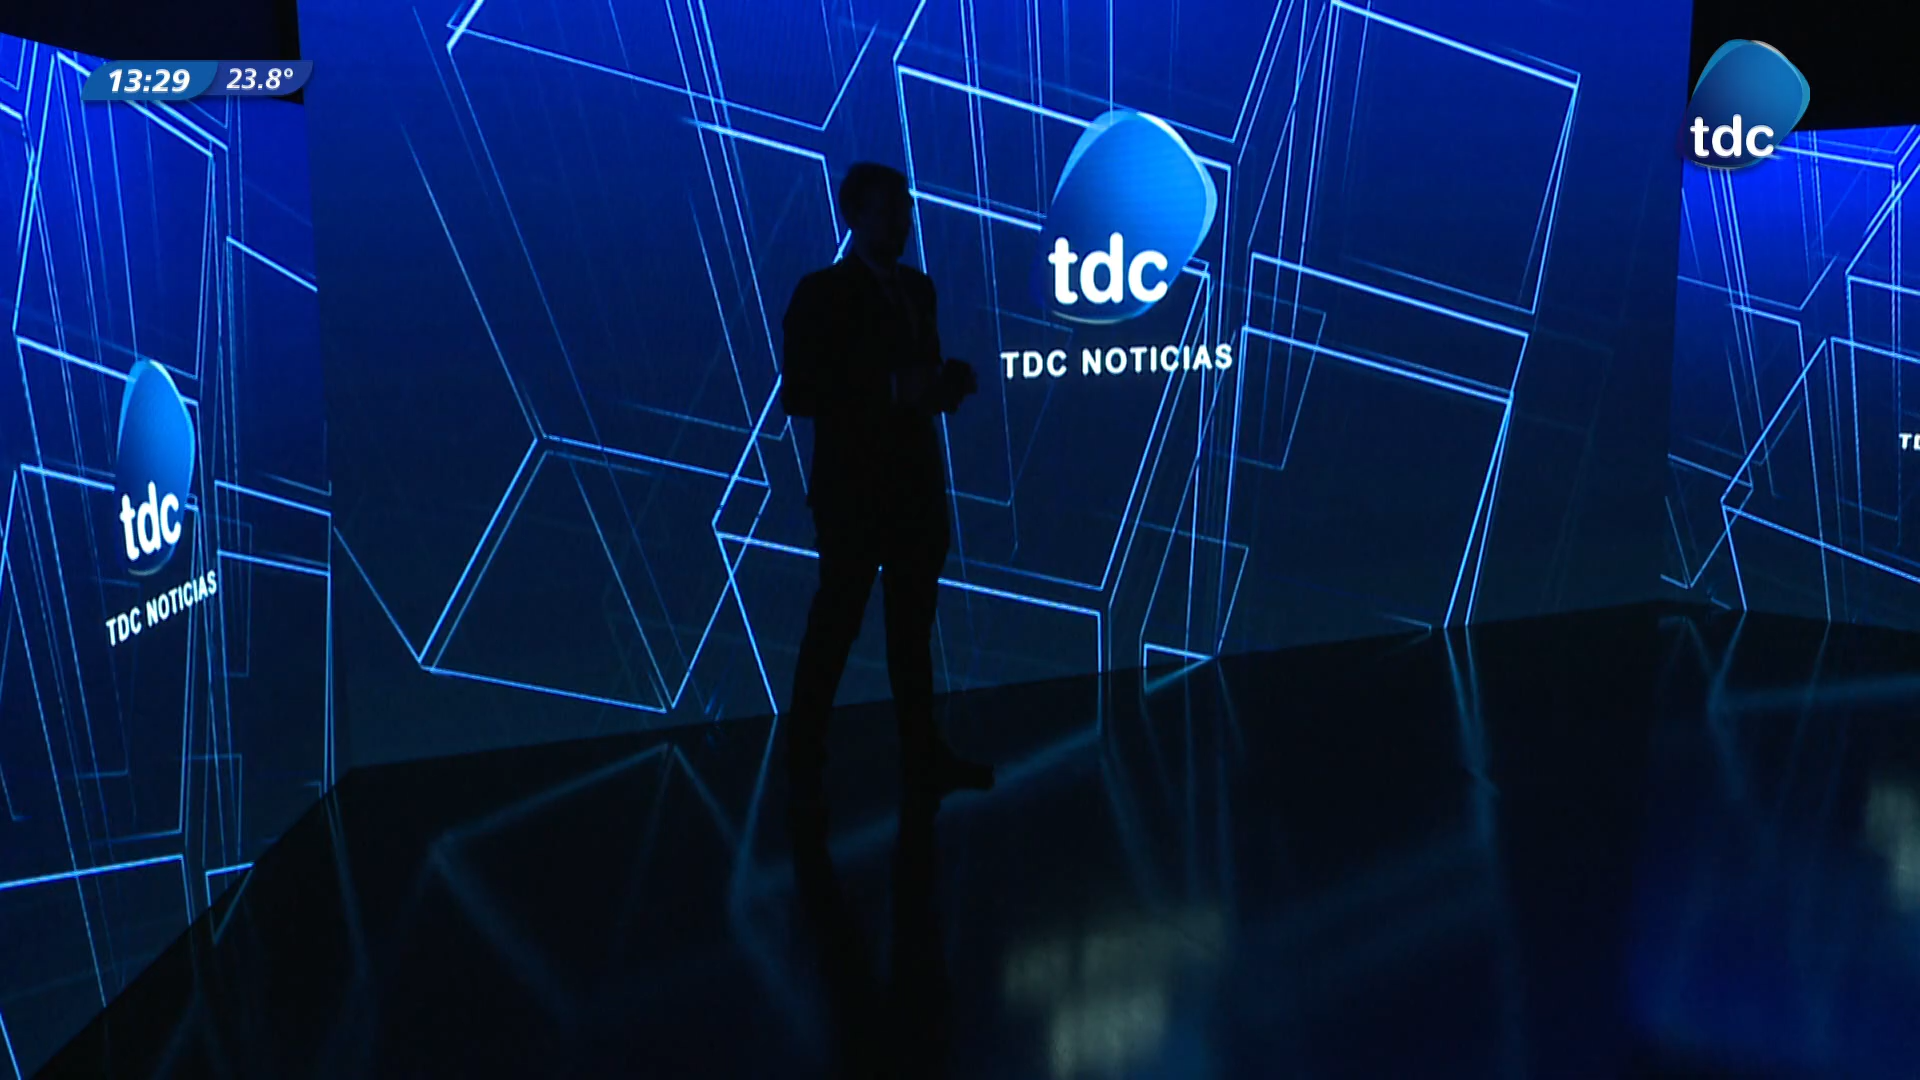 13:29 23.8°
tdc
tdc
TDC NOTICIAS
tdc
TDC NOTICIAS